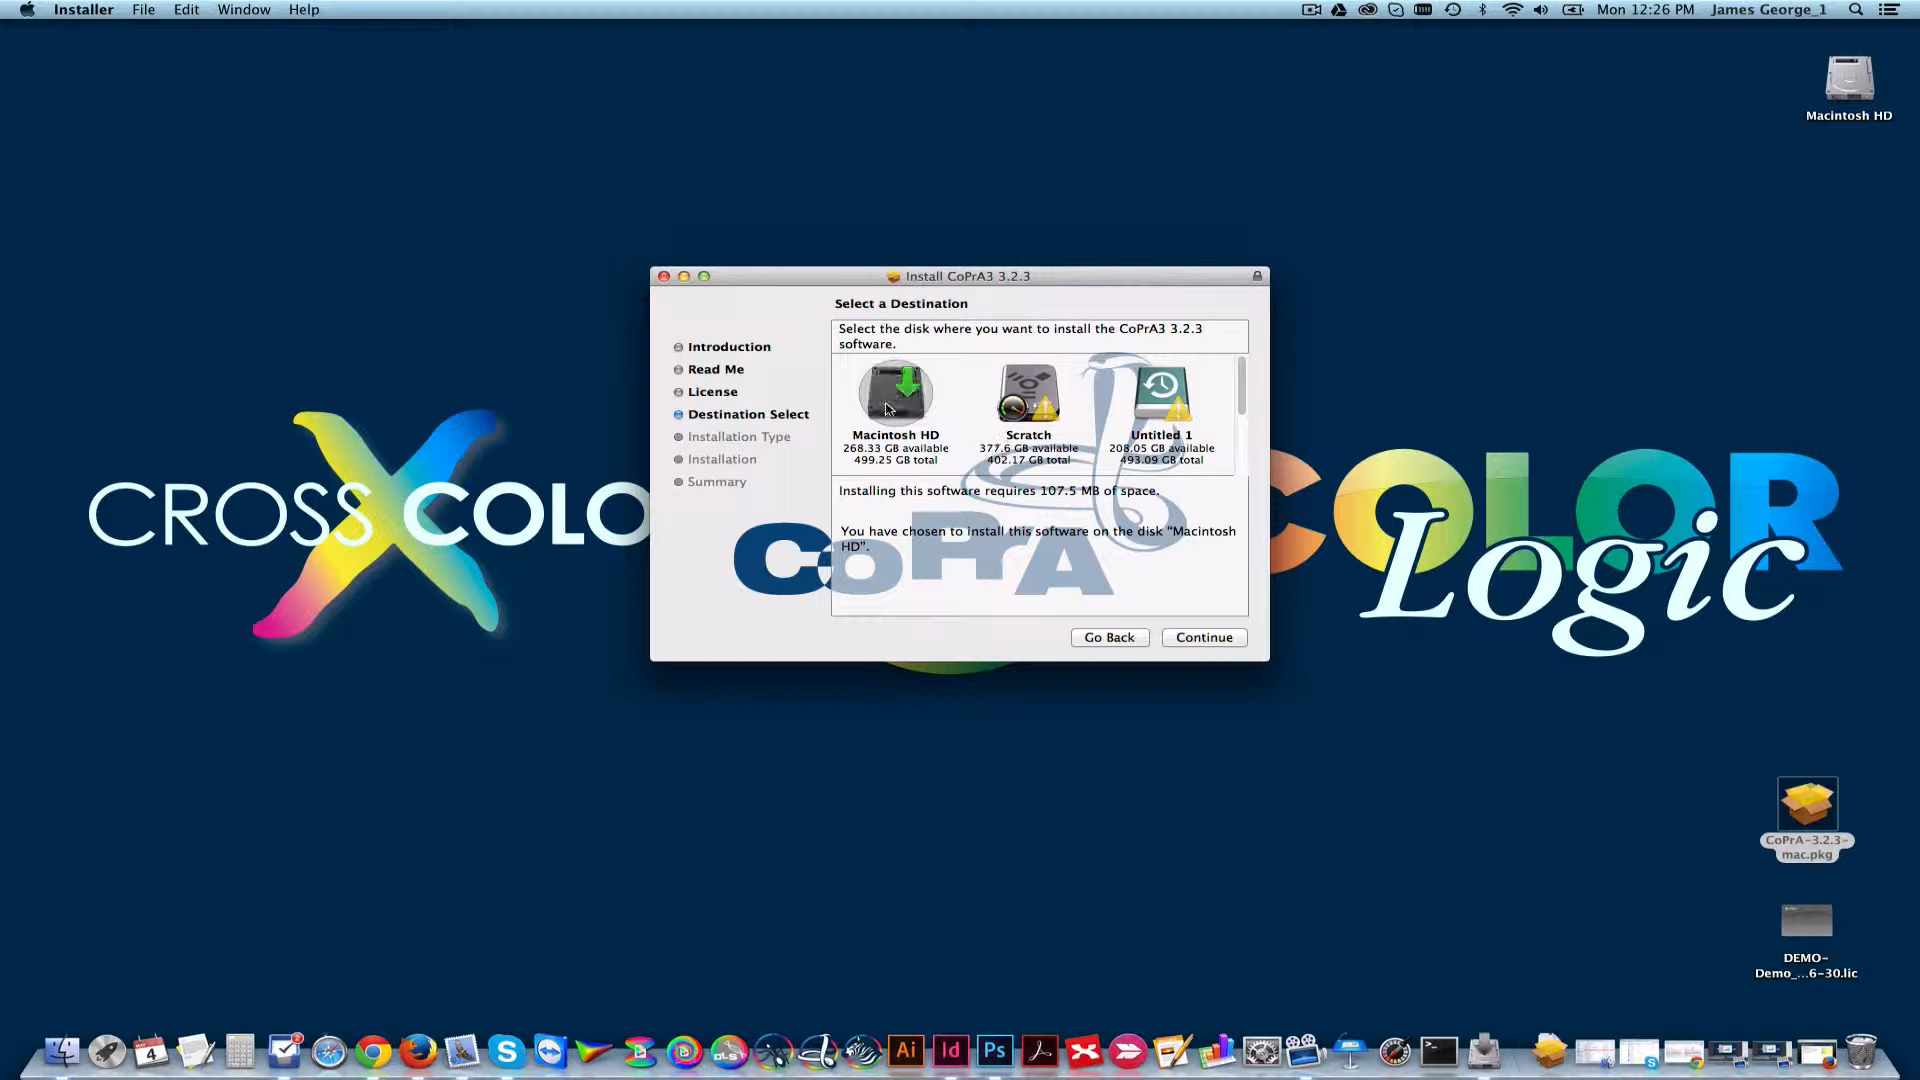 Installer File Edit Window Help
Mon 12:26 PM James George_1
Macintosh HD
Install CoPrA3 3.2.3
Select a Destination
Introduction
Read Me
License
Destination Select
Installation Type
Installation
Summary
Select the disk where you want to install the CoPrA3 3.2.3
software.
Macintosh HD
268.33 GB available
499.25 GB total
Scratch
377.6 GB available
402.17 GB total
Untitled 1
208.05 GB available
493.09 GB total
Installing this software requires 107.5 MB of space.
You have chosen to install this software on the disk “Macintosh
HD”.
CoPrA
Go Back Continue
CROSS X COLO
COLOR
Logic
CoPrA-3.2.3-
mac.pkg
DEMO-
Demo_...6-30.lic
4
2
DLS
Ai Id Ps